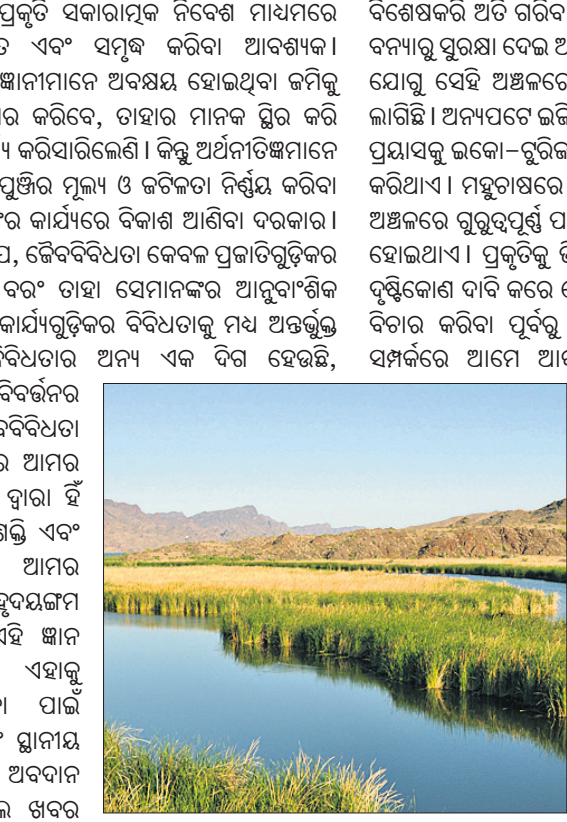 ପ୍ରକୃତି ସକାରାତ୍ମକ ନିବେଶ ମାଧ୍ୟମରେ
ଏବଂ ସମୃଦ୍ଧ କରିବା ଆବଶ୍ୟକ।
ଜ୍ଞାନୀମାନେ ଅବକ୍ଷୟ ହୋଇଥିବା ଜମିକୁ
କରିବେ, ତାହାର ମାନକ ସ୍ଥିର କରି
କରିସାରିଲେଣି। କିନ୍ତୁ ଅର୍ଥନୀତିଜ୍ଞମାନେ
ପୁଞ୍ଜିର ମୂଲ୍ୟ ଓ ଜଟିଳତା ନିର୍ଣ୍ଣୟ କରିବା
କାର୍ଯ୍ୟରେ ବିକାଶ ଆଣିବା ଦରକାର।
ଜୈବବିବିଧତା କେବଳ ପ୍ରଜାତିଗୁଡ଼ିକର
ବରଂ ତାହା ସେମାନଙ୍କର ଆନୁବାଂଶିକ
କାର୍ଯ୍ୟଗୁଡ଼ିକର ବିବିଧତାକୁ ମଧ୍ୟ ଅନ୍ତର୍ଭୁକ୍ତ
ବିବିଧତାର ଅନ୍ୟ ଏକ ଦିଗ ହେଉଛି,
ବିବର୍ତ୍ତନର
ବବିବିଧତା
ଆମର
ଦ୍ୱାରା ହିଁ
ଶକ୍ତି ଏବଂ
ଆମର
ହୃଦୟଙ୍ଗମ
ଏହି ଜ୍ଞାନ
ଏହାକୁ
ପାଇଁ
ସ୍ଥାନୀୟ
ଅବଦାନ
ଖବର
ବିଶେଷକରି ଅତି ଗରିବ
ବନ୍ୟାରୁ ସୁରକ୍ଷା ଦେଇ
ଯୋଗୁ ସେହି ଅଞ୍ଚଳରେ
ଲାଗିଛି। ଅନ୍ୟପଟେ
ପ୍ରୟାସକୁ ଇକୋ-ଟୁରିଜ
କରିଥାଏ। ମହୁଚାଷରେ
ଅଞ୍ଚଳରେ ଗୁରୁତ୍ୱପୂର୍ଣ୍ଣ
ହୋଇଥାଏ। ପ୍ରକୃତିକୁ
ଦୃଷ୍ଟିକୋଣ ଦାବି କରେ
ବିଚାର କରିବା ପୂର୍ବରୁ
ସମ୍ପର୍କରେ ଆମେ